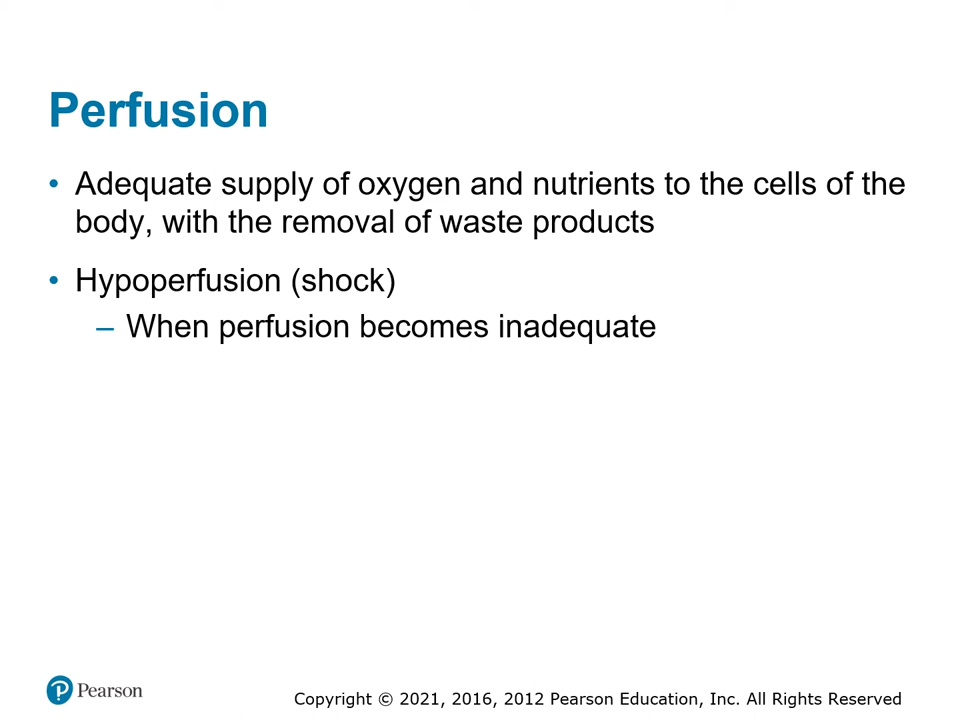 Perfusion
• Adequate supply of oxygen and nutrients to the cells of the
body, with the removal of waste products
• Hypoperfusion (shock)
– When perfusion becomes inadequate
Pearson
Copyright © 2021, 2016, 2012 Pearson Education, Inc. All Rights Reserved